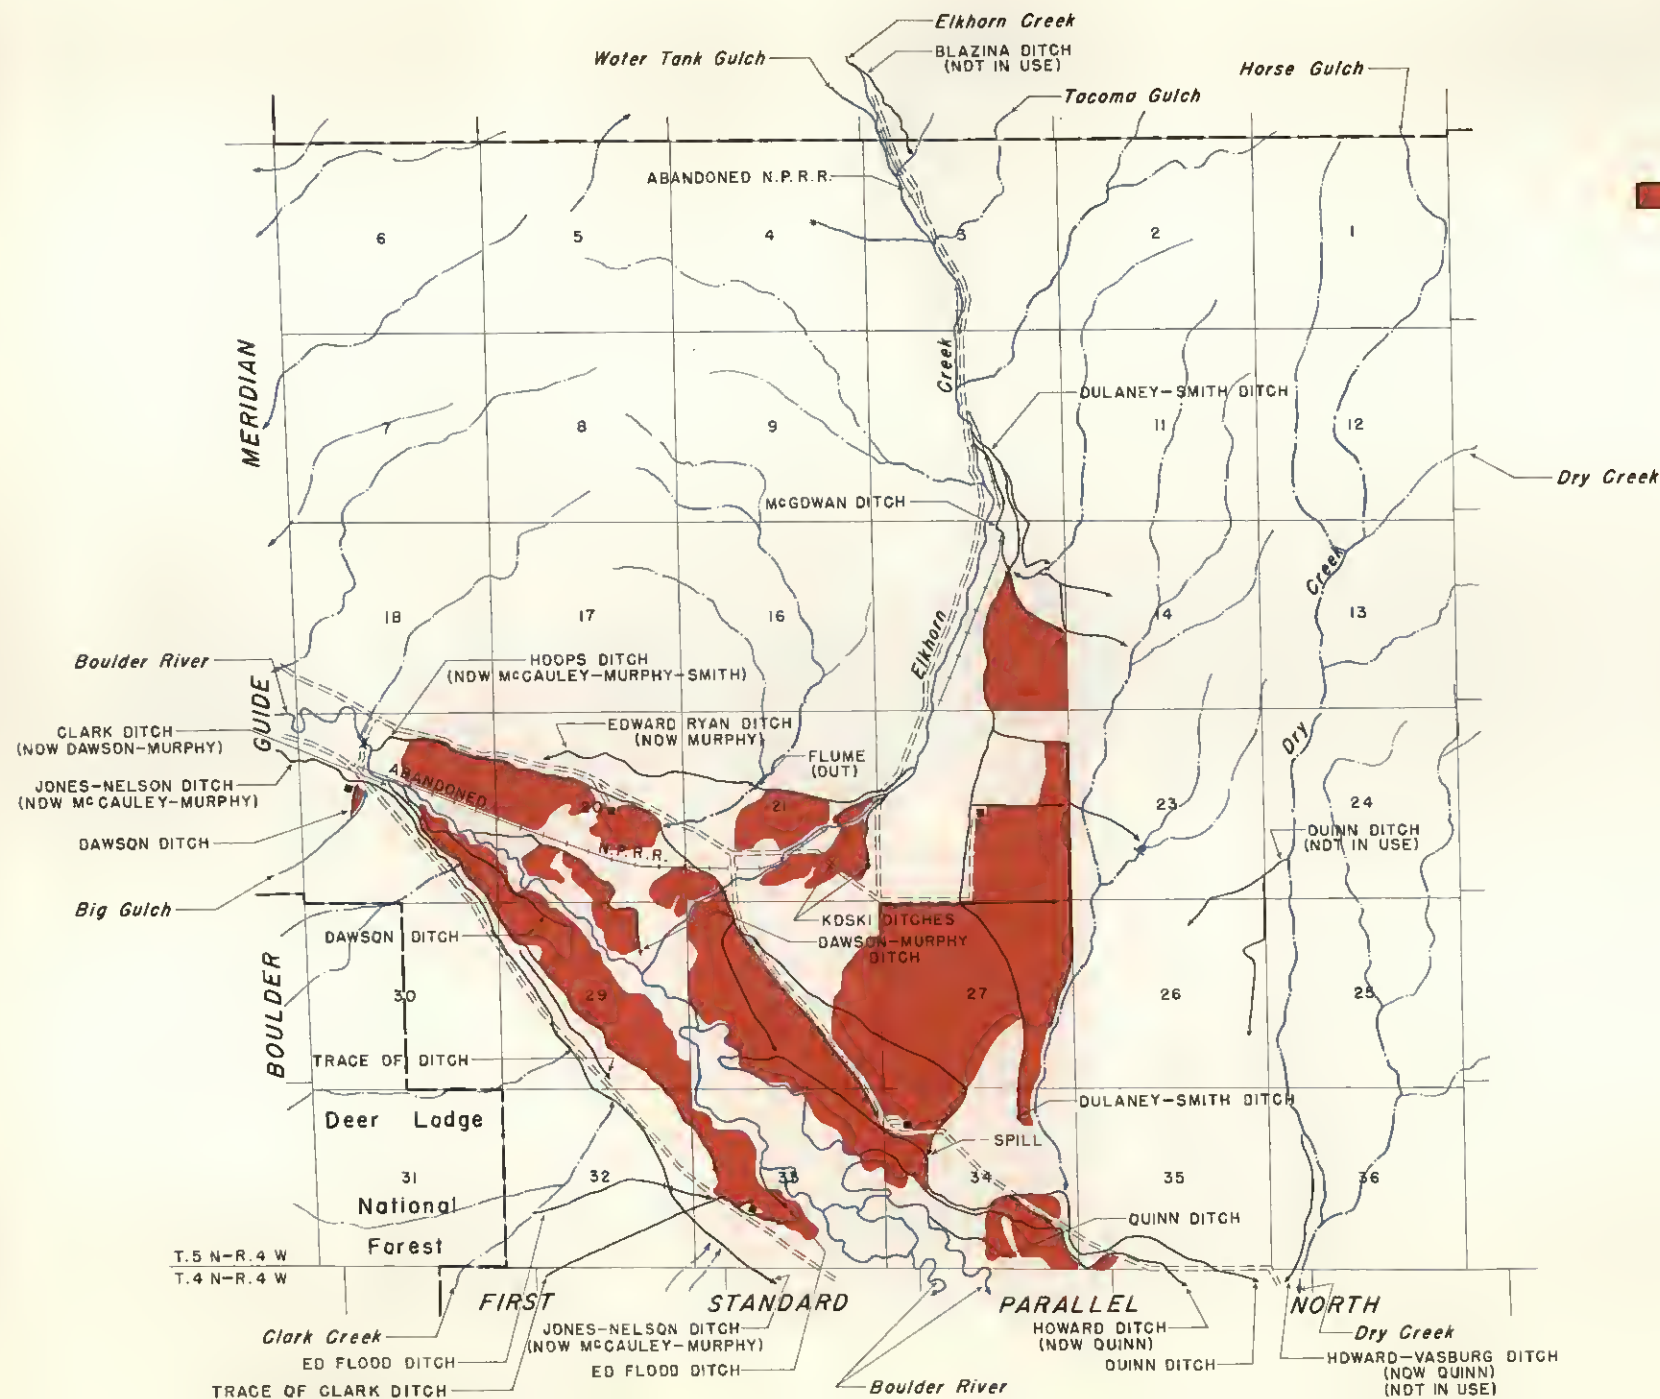 Elkhorn Creek
BLAZINA DITCH
(NOT IN USE)
Water Tank Gulch
Horse Gulch
Tacoma Gulch
ABANDONED N.P.R.R.
6
5
4
3
2
1
MERIDIAN
Creek
DULANEY-SMITH DITCH
7
8
9
11
12
Dry Creek
McGOWAN DITCH
Creek
18
17
16
14
13
Elkhorn
Boulder River
HOOPS DITCH
(NOW McCAULEY-MURPHY-SMITH)
GUIDE
CLARK DITCH
(NOW DAWSON-MURPHY)
EDWARD RYAN DITCH
(NOW MURPHY)
Dry
FLUME
(OUT)
JONES-NELSON DITCH
(NOW McCAULEY-MURPHY)
ABANDONED
20
21
23
24
QUINN DITCH
(NOT IN USE)
DAWSON DITCH
N.P.R.R.
Big Gulch
KOSKI DITCHES
DAWSON DITCH
DAWSON-MURPHY
DITCH
BOULDER
30
29
27
26
25
TRACE OF DITCH
DULANEY-SMITH DITCH
Deer Lodge
SPILL
31
32
33
34
35
36
National
QUINN DITCH
Forest
T.5 N-R.4 W
T.4 N-R.4 W
FIRST STANDARD PARALLEL NORTH
Clark Creek
JONES-NELSON DITCH
(NOW McCAULEY-MURPHY)
HOWARD DITCH
(NOW QUINN)
Dry Creek
ED FLOOD DITCH
ED FLOOD DITCH
QUINN DITCH
HOWARD-VASBURG DITCH
(NOW QUINN)
(NOT IN USE)
TRACE OF CLARK DITCH
Boulder River